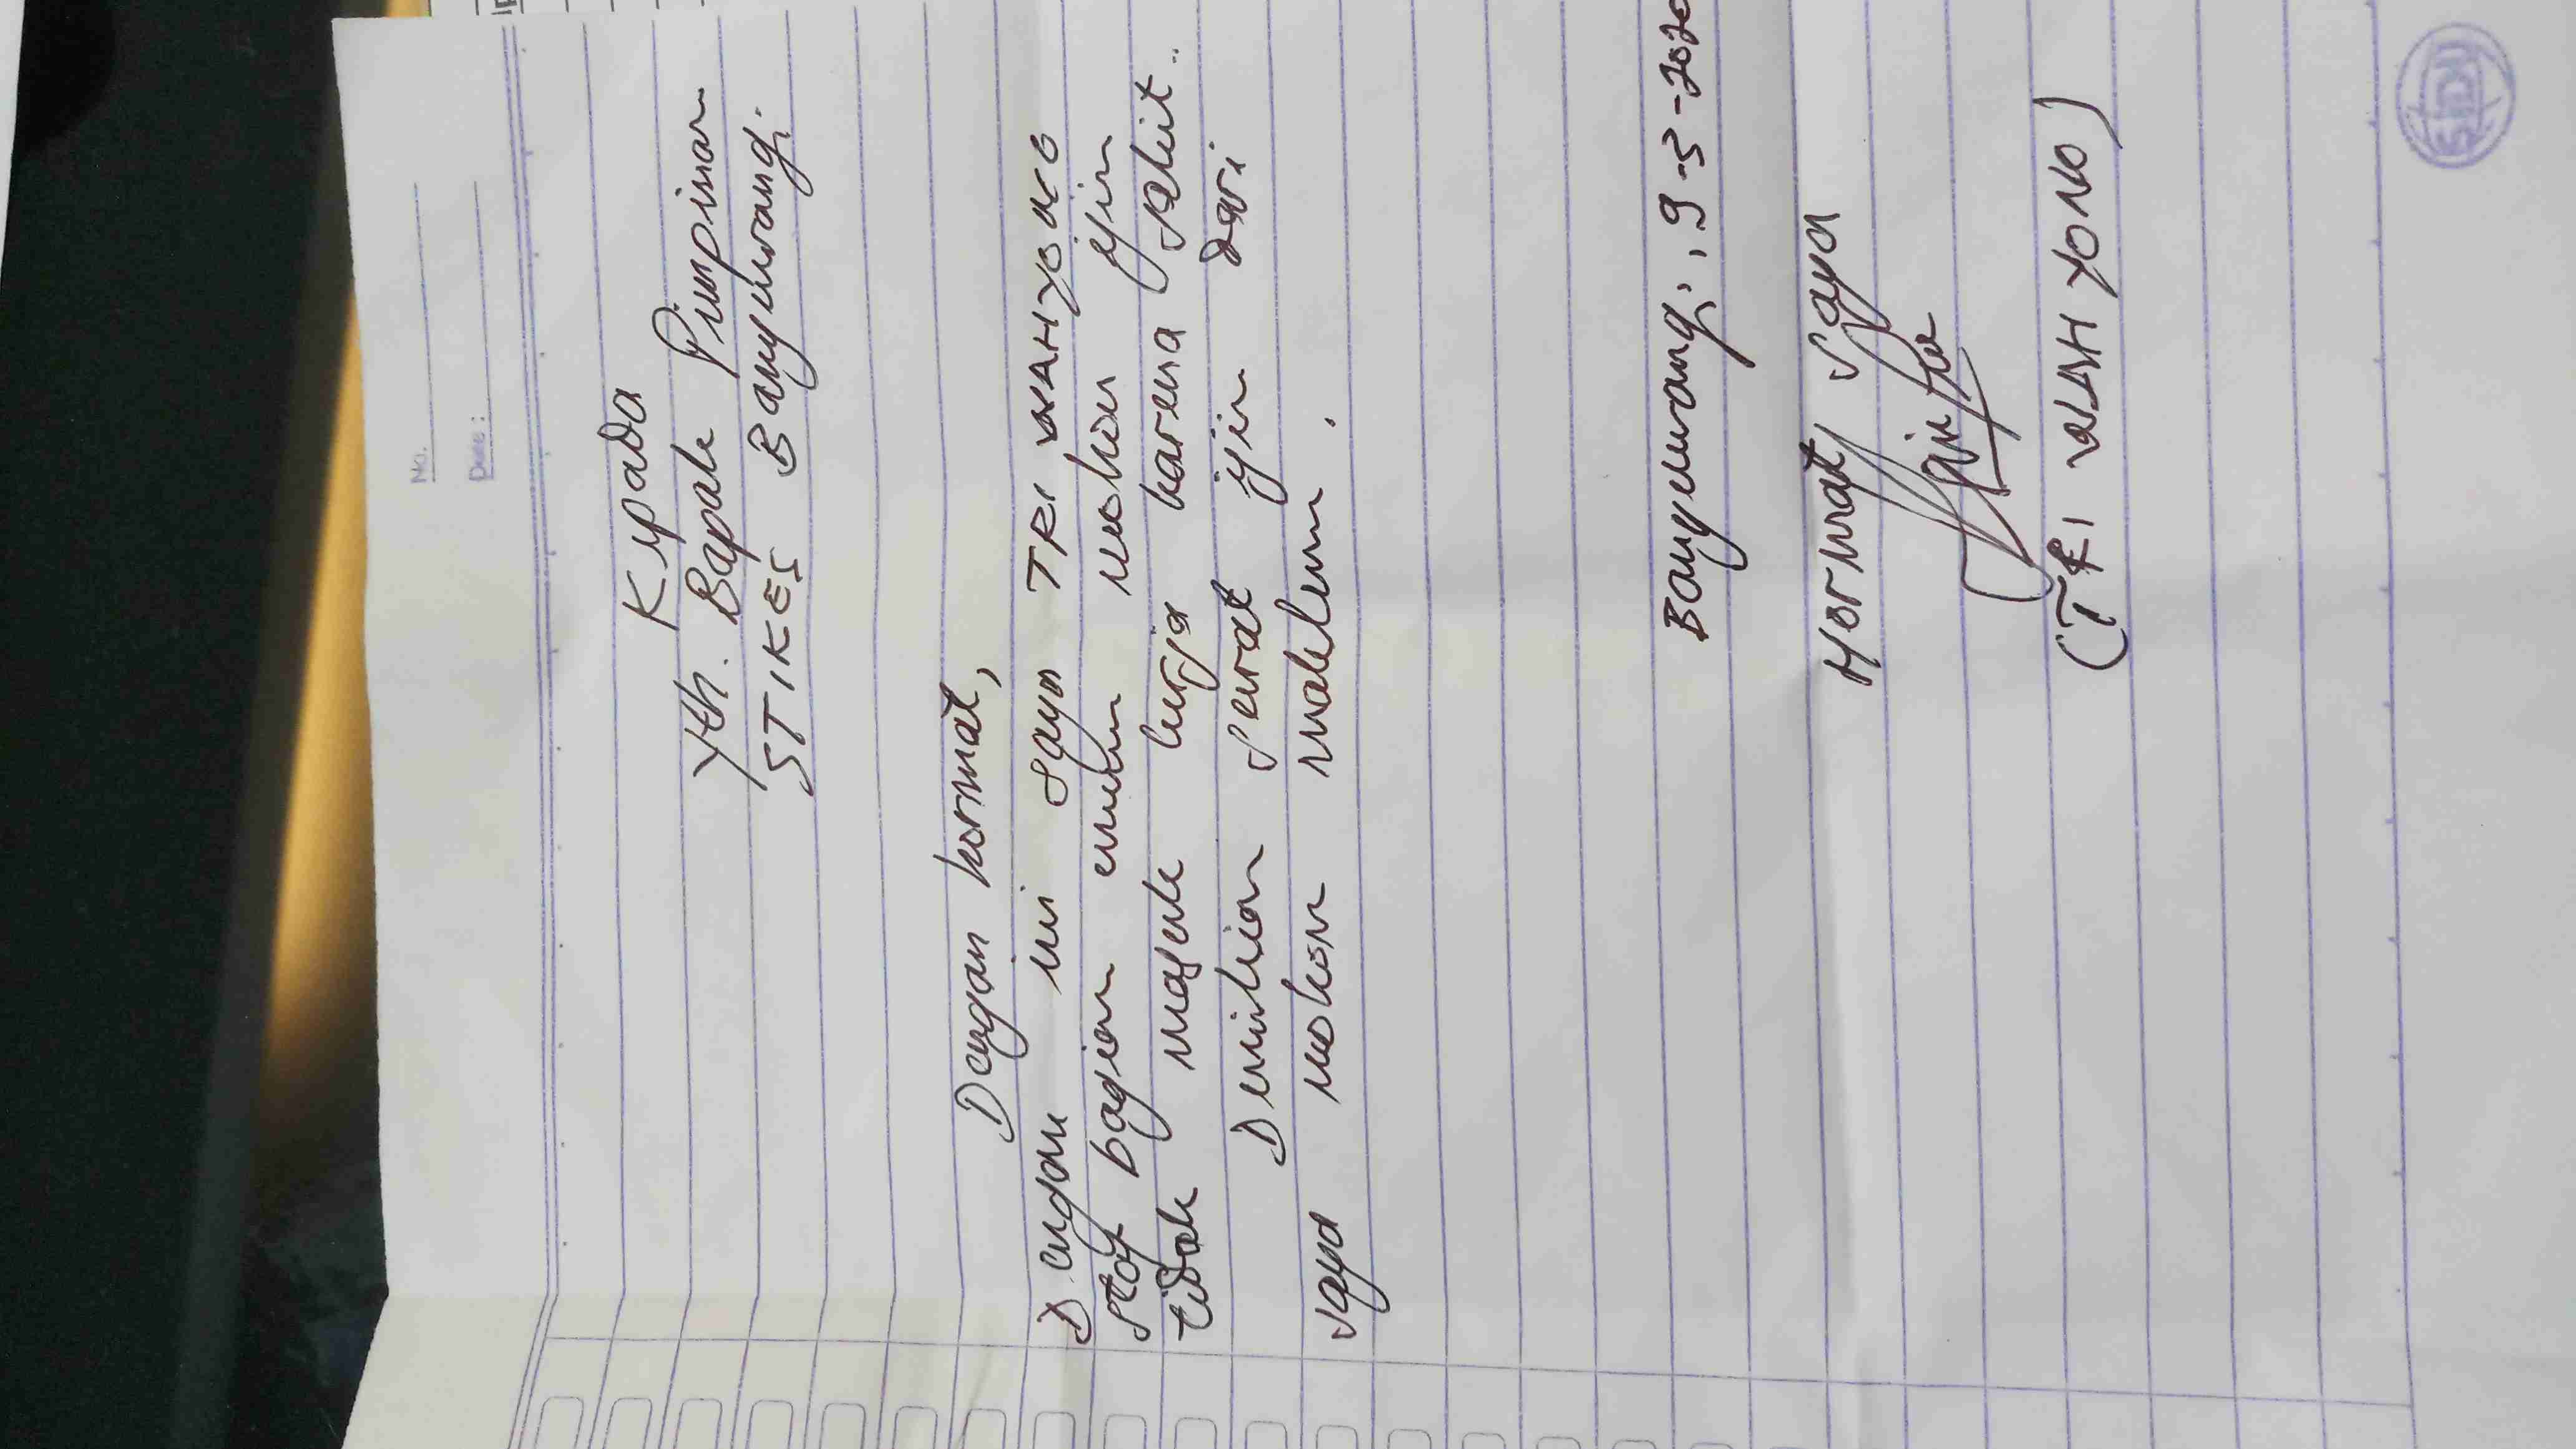 No.
Date :
Kepada
Yth. Bapak Pimpinan
STIKES Banyuwangi
Dengan hormat,
Dengan ini saya TRI WAHYONO
staf bagian umum mohon ijin
tidak masuk kerja karena sakit..
Demikian surat ijin dari
saya mohon maklum.
Banyuwangi, 9-3-2020
Hormat saya
(TRI WAHYONO)
SIDU